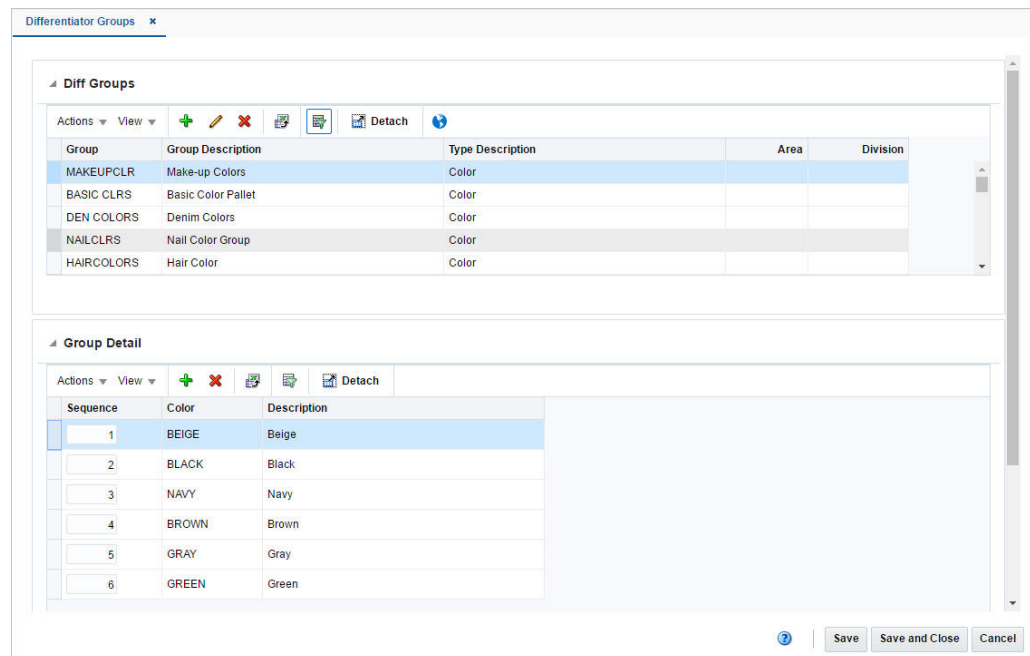 Differentiator Groups
Diff Groups
Actions View Detach
Group Group Description Type Description Area Division
MAKEUPCLR Make-up Colors Color
BASIC CLRS Basic Color Pallet Color
DEN COLORS Denim Colors Color
NAILCLRS Nail Color Group Color
HAIRCOLORS Hair Color Color
Group Detail
Actions View Detach
Sequence Color Description
1 BEIGE Beige
2 BLACK Black
3 NAVY Navy
4 BROWN Brown
5 GRAY Gray
6 GREEN Green
Save Save and Close Cancel